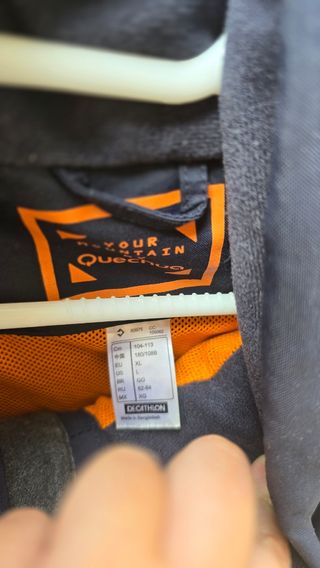 YOUR
MOUNTAIN
Quechua
Cm 104-113
中国 180/108B
EU XL
US L
BR GG
RU 52-54
MX XG
DECATHLON
Made in Bangladesh